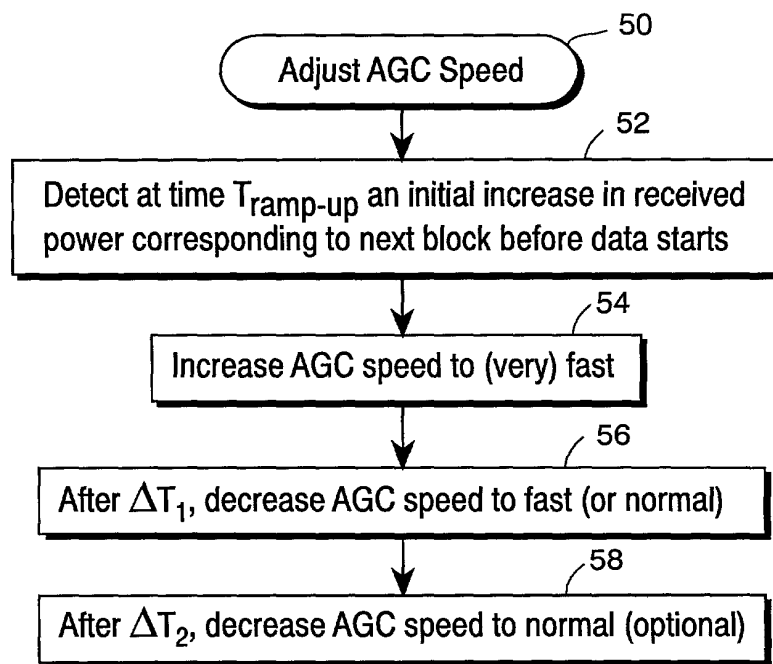 50
Adjust AGC Speed
52
Detect at time Tramp-up an initial increase in received
power corresponding to next block before data starts
54
Increase AGC speed to (very) fast
56
After ΔT1, decrease AGC speed to fast (or normal)
58
After ΔT2, decrease AGC speed to normal (optional)